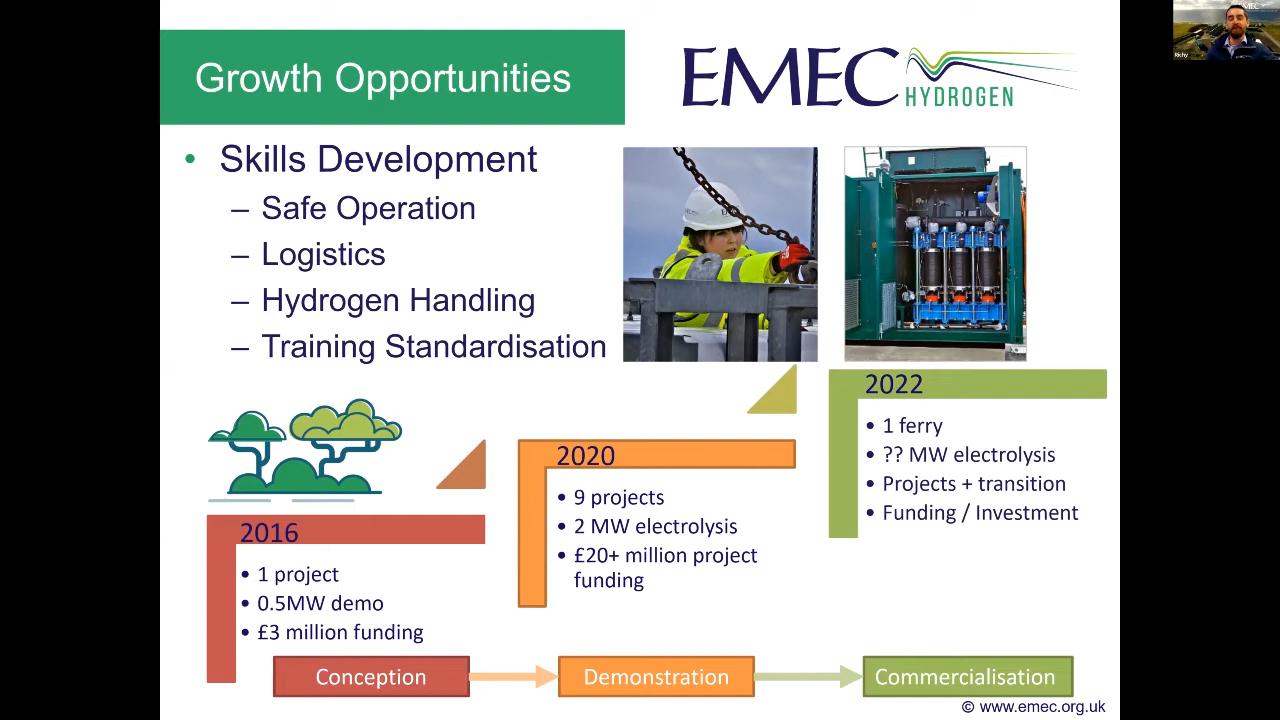 Growth Opportunities
EMEC
HYDROGEN
Richy
• Skills Development
– Safe Operation
– Logistics
– Hydrogen Handling
– Training Standardisation
2016
• 1 project
• 0.5MW demo
• £3 million funding
2020
• 9 projects
• 2 MW electrolysis
• £20+ million project
funding
2022
• 1 ferry
• ?? MW electrolysis
• Projects + transition
• Funding / Investment
Conception
Demonstration
Commercialisation
© www.emec.org.uk